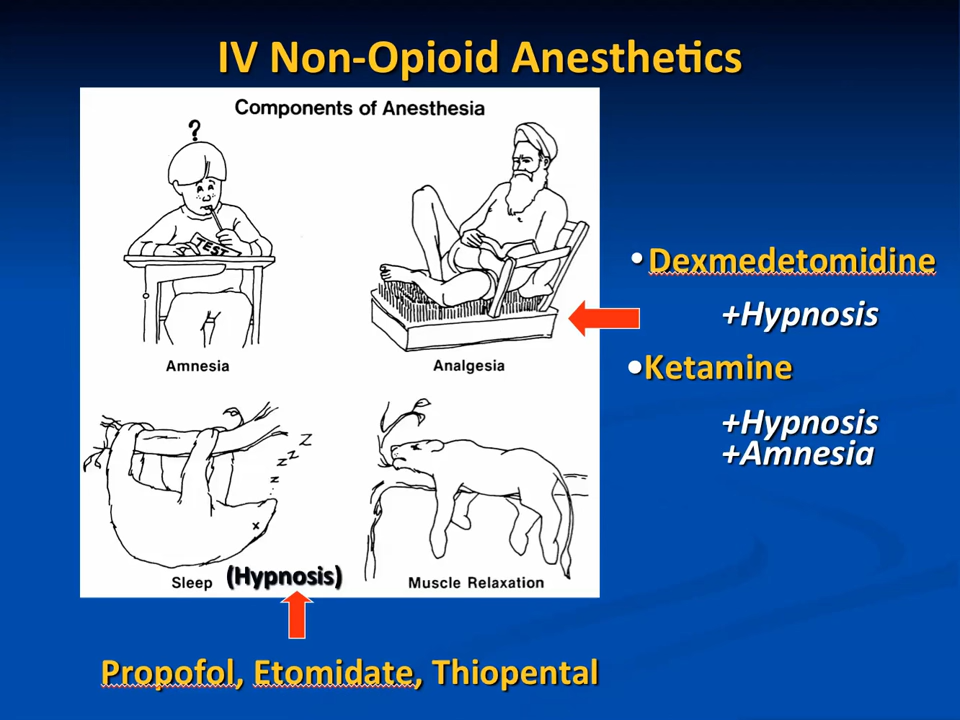 IV Non-Opioid Anesthetics
Components of Anesthesia
?
TEST
Amnesia
Analgesia
• Dexmedetomidine
+Hypnosis
•Ketamine
+Hypnosis
+Amnesia
z z z Z
x
Sleep (Hypnosis)
Muscle Relaxation
Propofol, Etomidate, Thiopental